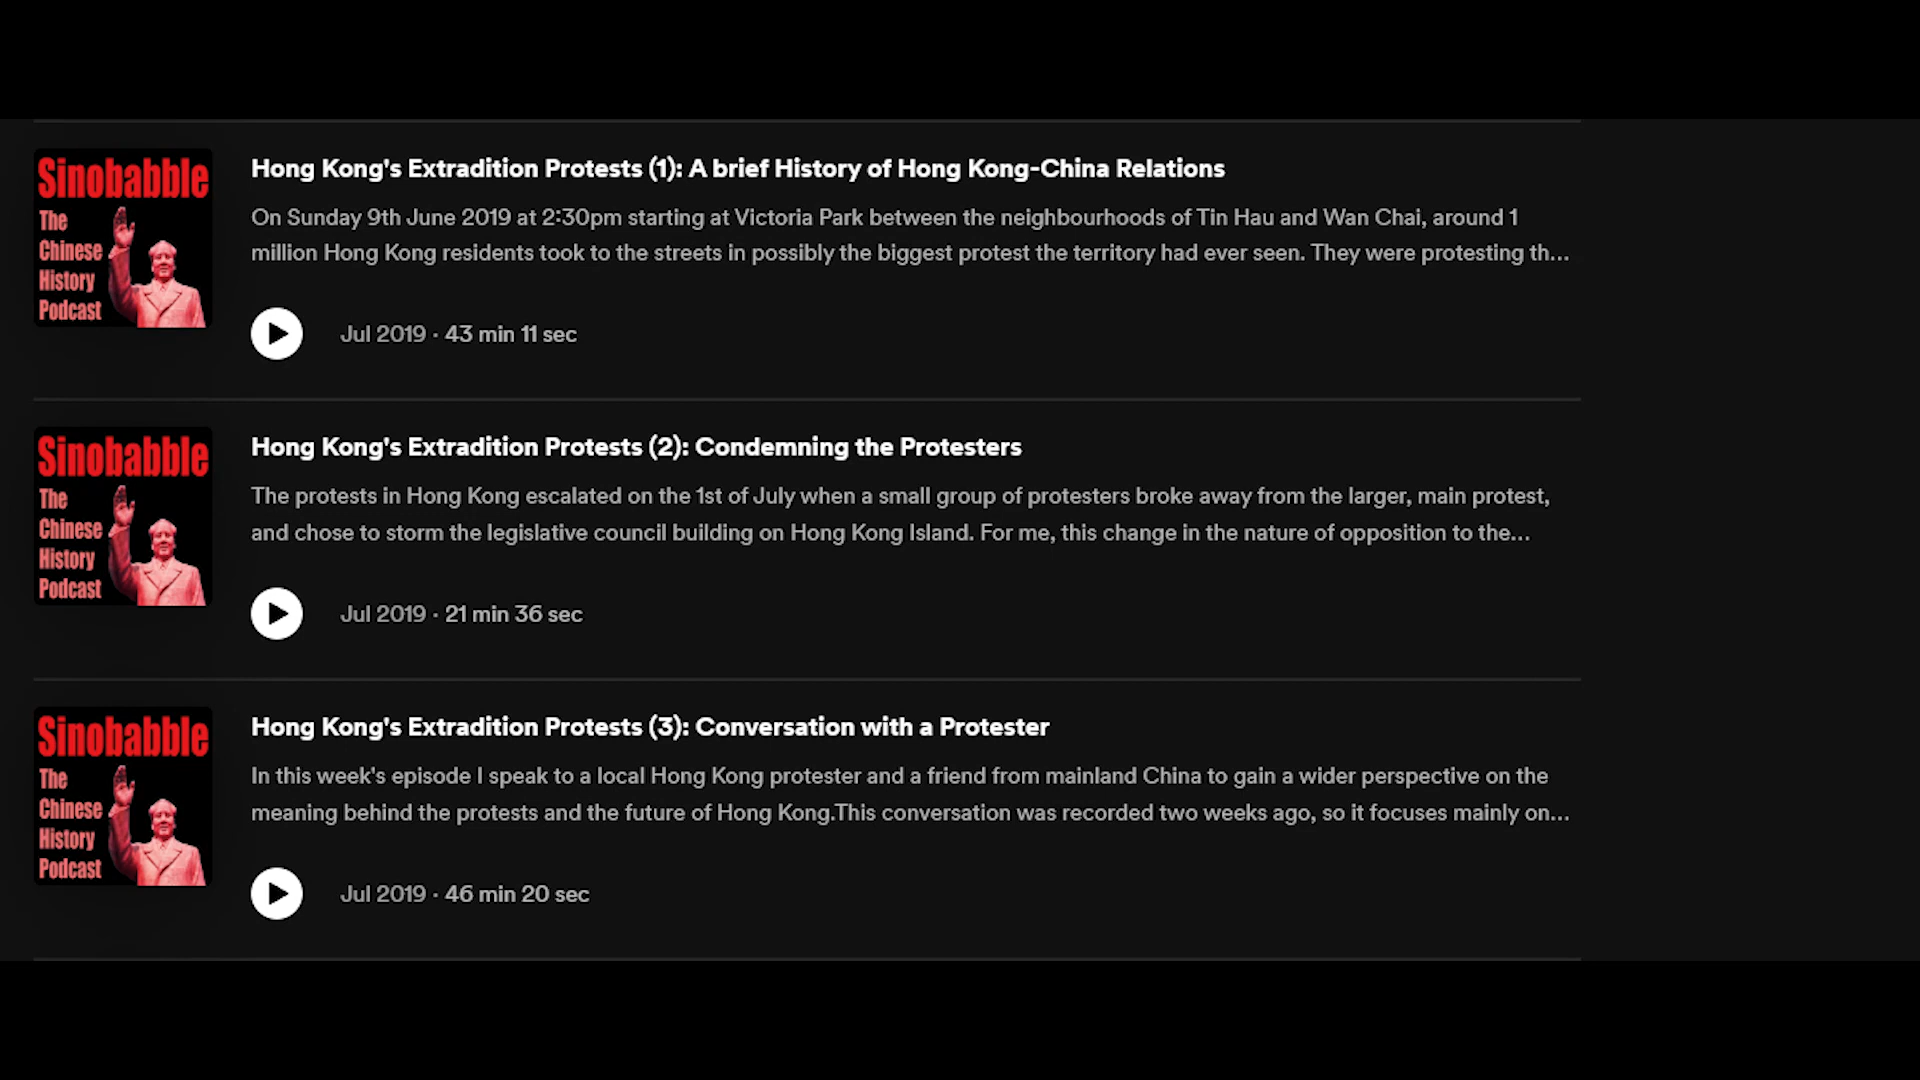 Sinobabble
The
Chinese
History
Podcast
Hong Kong's Extradition Protests (1): A brief History of Hong Kong-China Relations
On Sunday 9th June 2019 at 2:30pm starting at Victoria Park between the neighbourhoods of Tin Hau and Wan Chai, around 1
million Hong Kong residents took to the streets in possibly the biggest protest the territory had ever seen. They were protesting th...
Jul 2019 · 43 min 11 sec
Sinobabble
The
Chinese
History
Podcast
Hong Kong's Extradition Protests (2): Condemning the Protesters
The protests in Hong Kong escalated on the 1st of July when a small group of protesters broke away from the larger, main protest,
and chose to storm the legislative council building on Hong Kong Island. For me, this change in the nature of opposition to the...
Jul 2019 · 21 min 36 sec
Sinobabble
The
Chinese
History
Podcast
Hong Kong's Extradition Protests (3): Conversation with a Protester
In this week's episode I speak to a local Hong Kong protester and a friend from mainland China to gain a wider perspective on the
meaning behind the protests and the future of Hong Kong.This conversation was recorded two weeks ago, so it focuses mainly on...
Jul 2019 · 46 min 20 sec